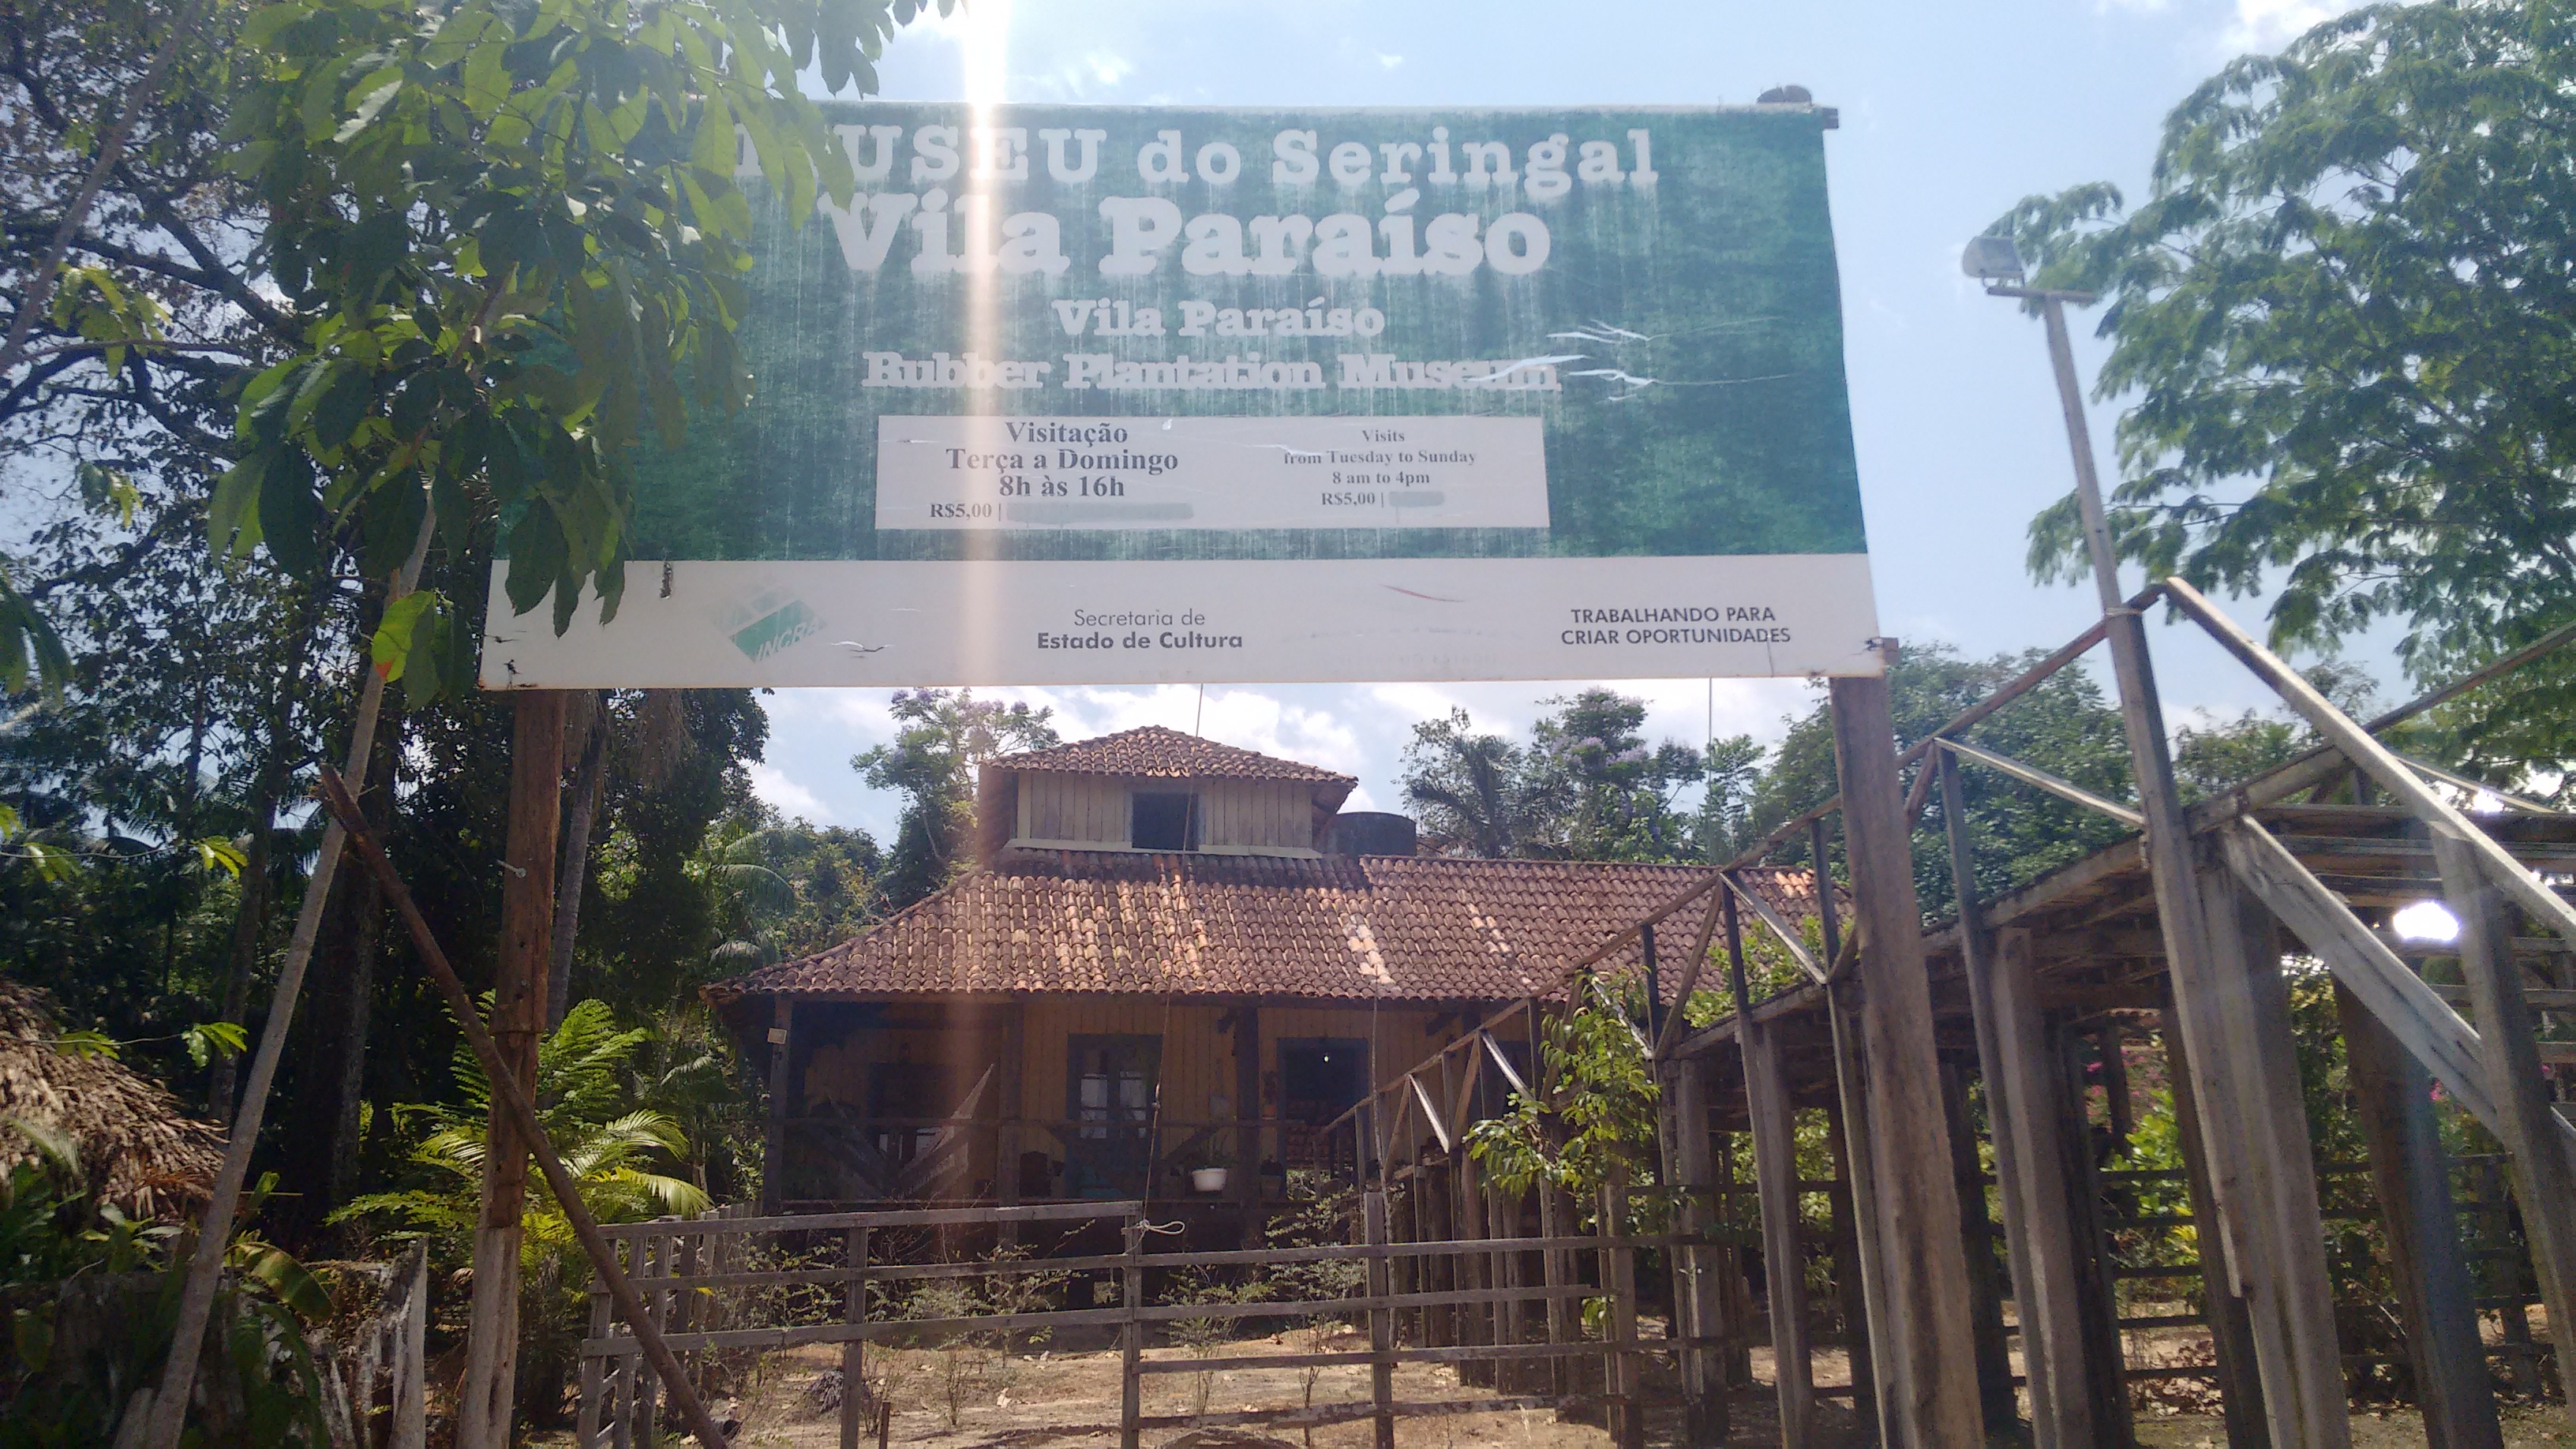 MUSEU do Seringal
Vila Paraíso
Vila Paraíso
Rubber Plantation Museum
Visitação
Terça a Domingo
8h às 16h
R$5,00 |
Visits
from Tuesday to Sunday
8 am to 4pm
R$5,00 |
INCRA
Secretaria de
Estado de Cultura
TRABALHANDO PARA
CRIAR OPORTUNIDADES